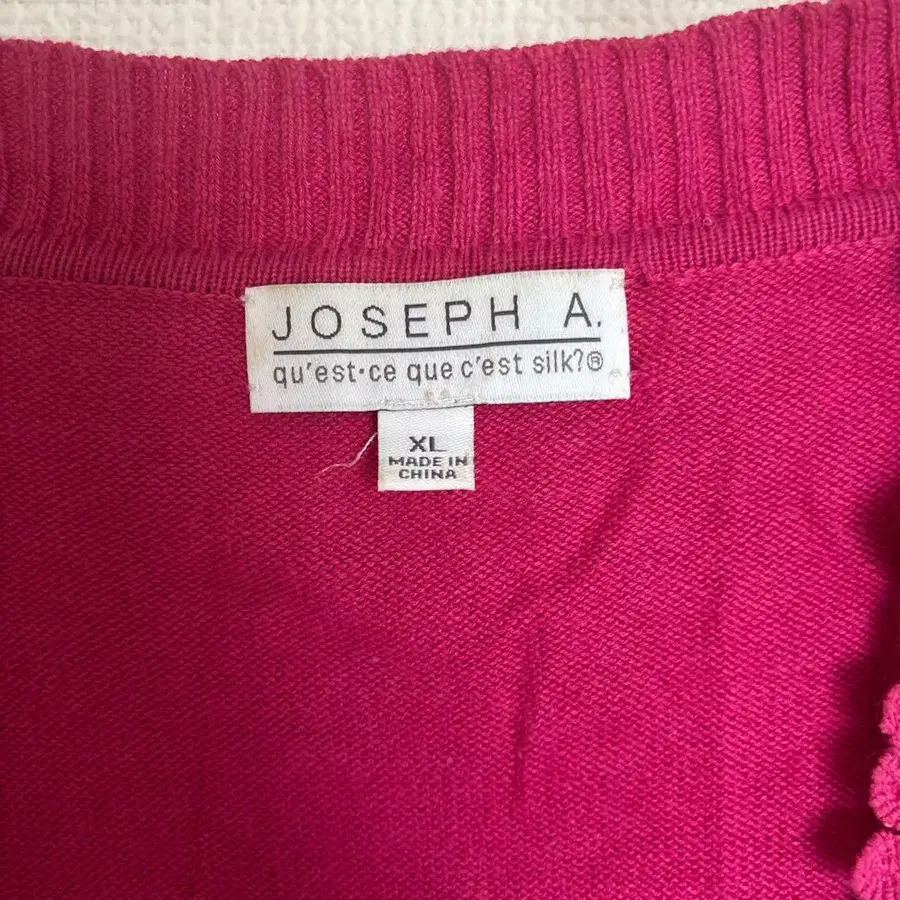 JOSEPH A.
qu'est·ce que c'est silk?®
XL
MADE IN
CHINA